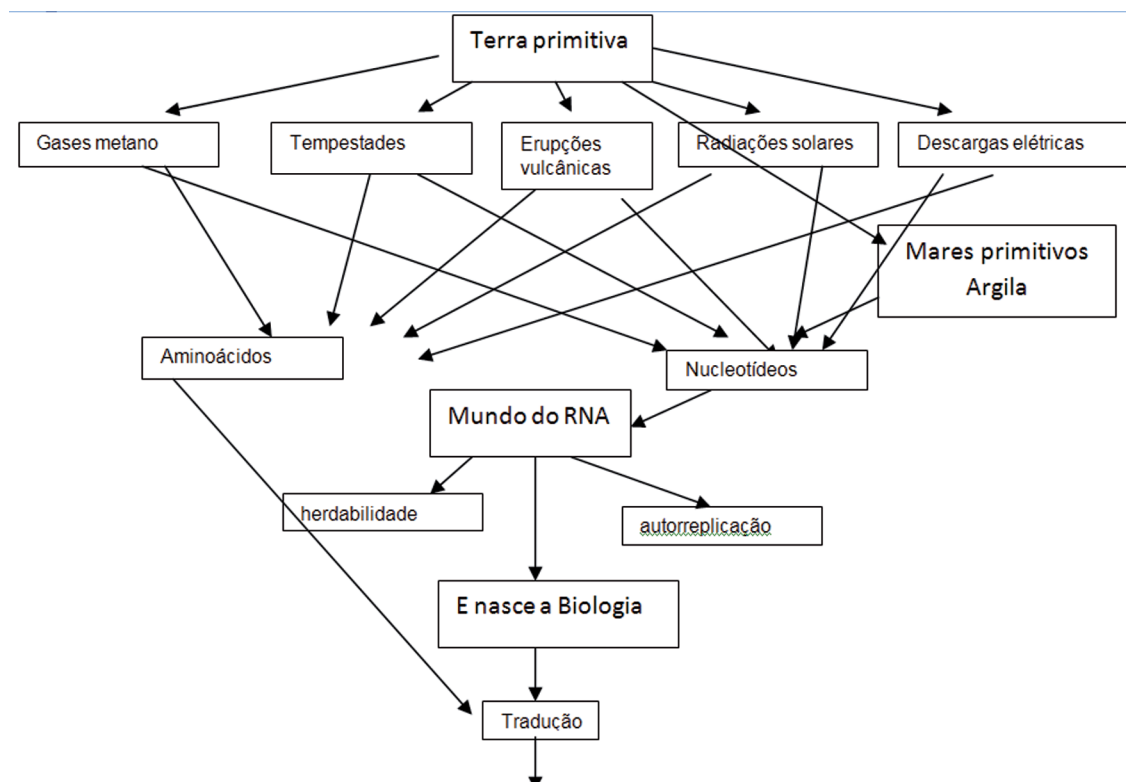 Terra primitiva
Gases metano
Tempestades
Erupções
vulcânicas
Radiações solares
Descargas elétricas
Mares primitivos
Argila
Aminoácidos
Nucleotídeos
Mundo do RNA
herdabilidade
autorreplicação
E nasce a Biologia
Tradução